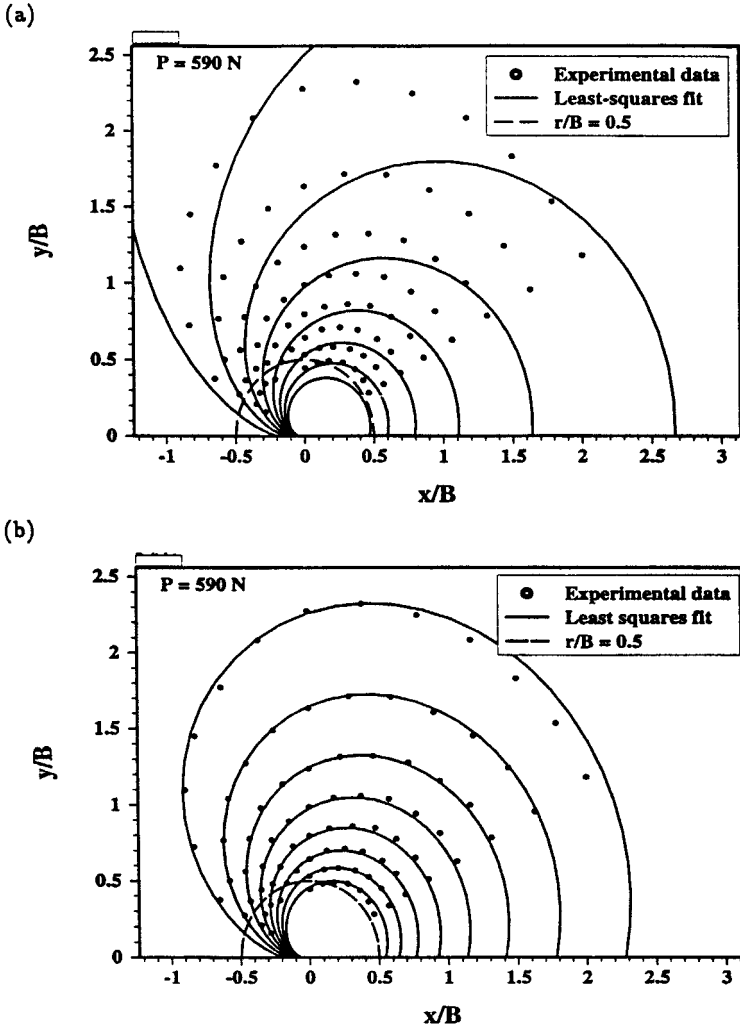 (a)
P = 590 N
Experimental data
Least-squares fit
r/B = 0.5
2.5
2
1.5
1
0.5
0
y/B
-1 -0.5 0 0.5 1 1.5 2 2.5 3
x/B
(b)
P = 590 N
Experimental data
Least squares fit
r/B = 0.5
2.5
2
1.5
1
0.5
0
y/B
-1 -0.5 0 0.5 1 1.5 2 2.5 3
x/B